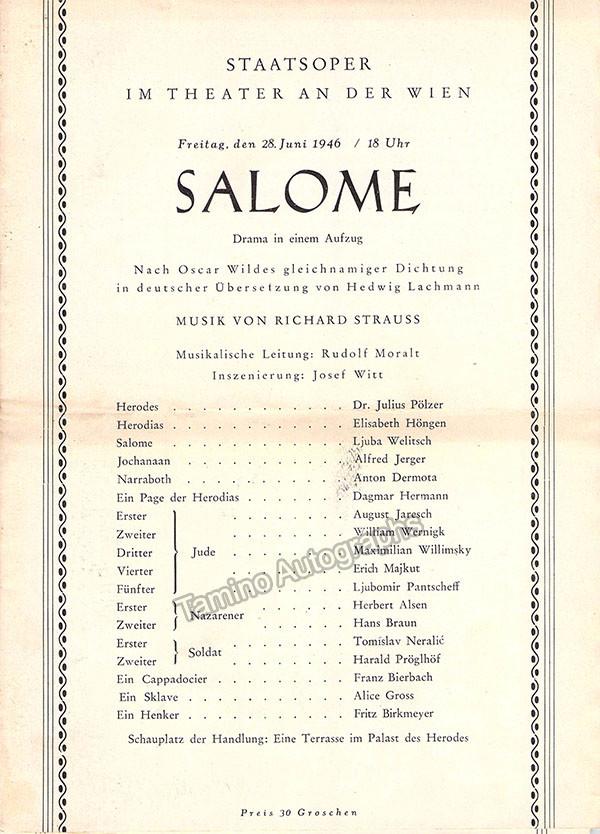 STAATSOPER
IM THEATER AN DER WIEN
Freitag, den 28. Juni 1946 / 18 Uhr
SALOME
Drama in einem Aufzug
Nach Oscar Wildes gleichnamiger Dichtung
in deutscher Übersetzung von Hedwig Lachmann
MUSIK VON RICHARD STRAUSS
Musikalische Leitung: Rudolf Moralt
Inszenierung: Josef Witt
Herodes . . . . . . . . . . . . Dr. Julius Pölzer
Herodias . . . . . . . . . . . . Elisabeth Höngen
Salome . . . . . . . . . . . . Ljuba Welitsch
Jochanaan . . . . . . . . . . . Alfred Jerger
Narraboth . . . . . . . . . . . Anton Dermota
Ein Page der Herodias . . . . . . Dagmar Hermann
Erster . . . . . . . August Jaresch
Zweiter . . . . . . . William Wernigk
Dritter } Jude . . . . . . . Maximilian Willimsky
Vierter . . . . . . . Erich Majkut
Fünfter . . . . . . . Ljubomir Pantscheff
Erster . . . . . . Herbert Alsen
} Nazarener
Zweiter . . . . . . Hans Braun
Erster . . . . . . . Tomislav Neralić
} Soldat
Zweiter . . . . . . . Harald Pröglhöf
Ein Cappadocier . . . . . . . . Franz Bierbach
Ein Sklave . . . . . . . . . . . Alice Gross
Ein Henker . . . . . . . . . . . Fritz Birkmeyer
Schauplatz der Handlung: Eine Terrasse im Palast des Herodes
Preis 30 Groschen
Tamino Autographs